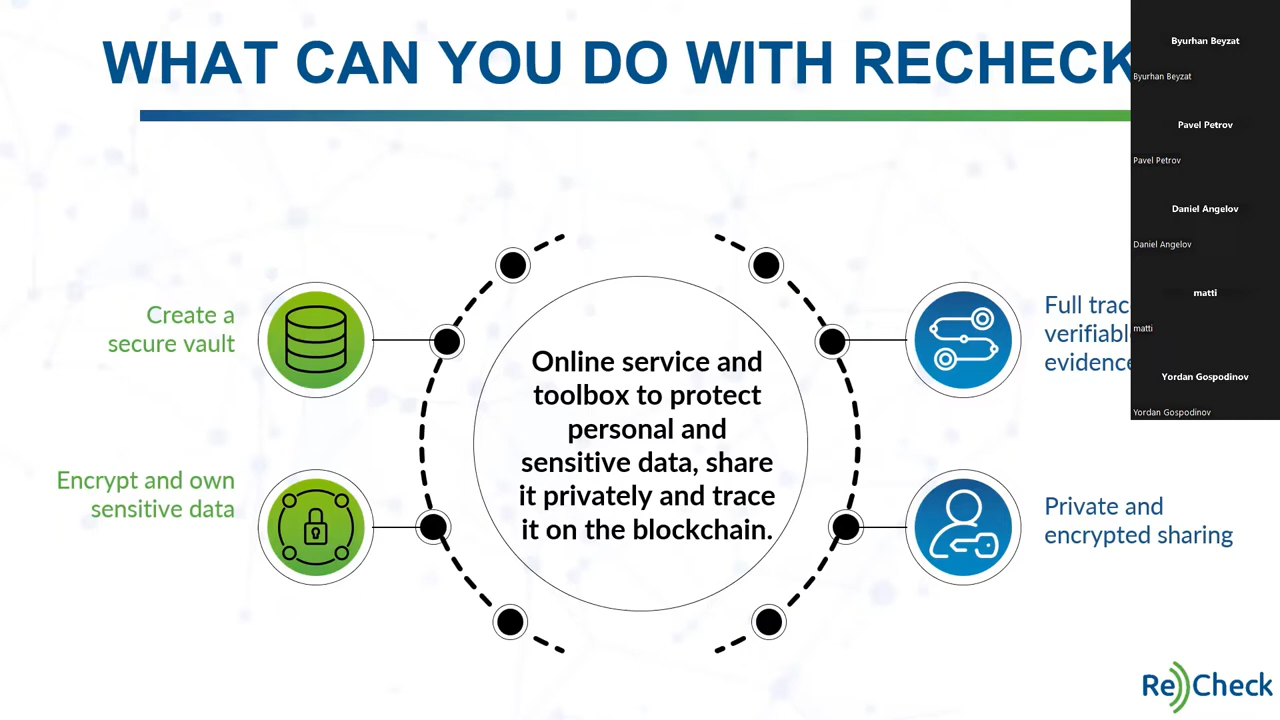 WHAT CAN YOU DO WITH RECHECK
Create a
secure vault
Encrypt and own
sensitive data
Online service and
toolbox to protect
personal and
sensitive data, share
it privately and trace
it on the blockchain.
Full
evidence
Private and
encrypted sharing
Byurhan Beyzat
Byurhan Beyzat
Pavel Petrov
Pavel Petrov
Daniel Angelov
Daniel Angelov
matti
matti
Yordan Gospodinov
Yordan Gospodinov
Re Check